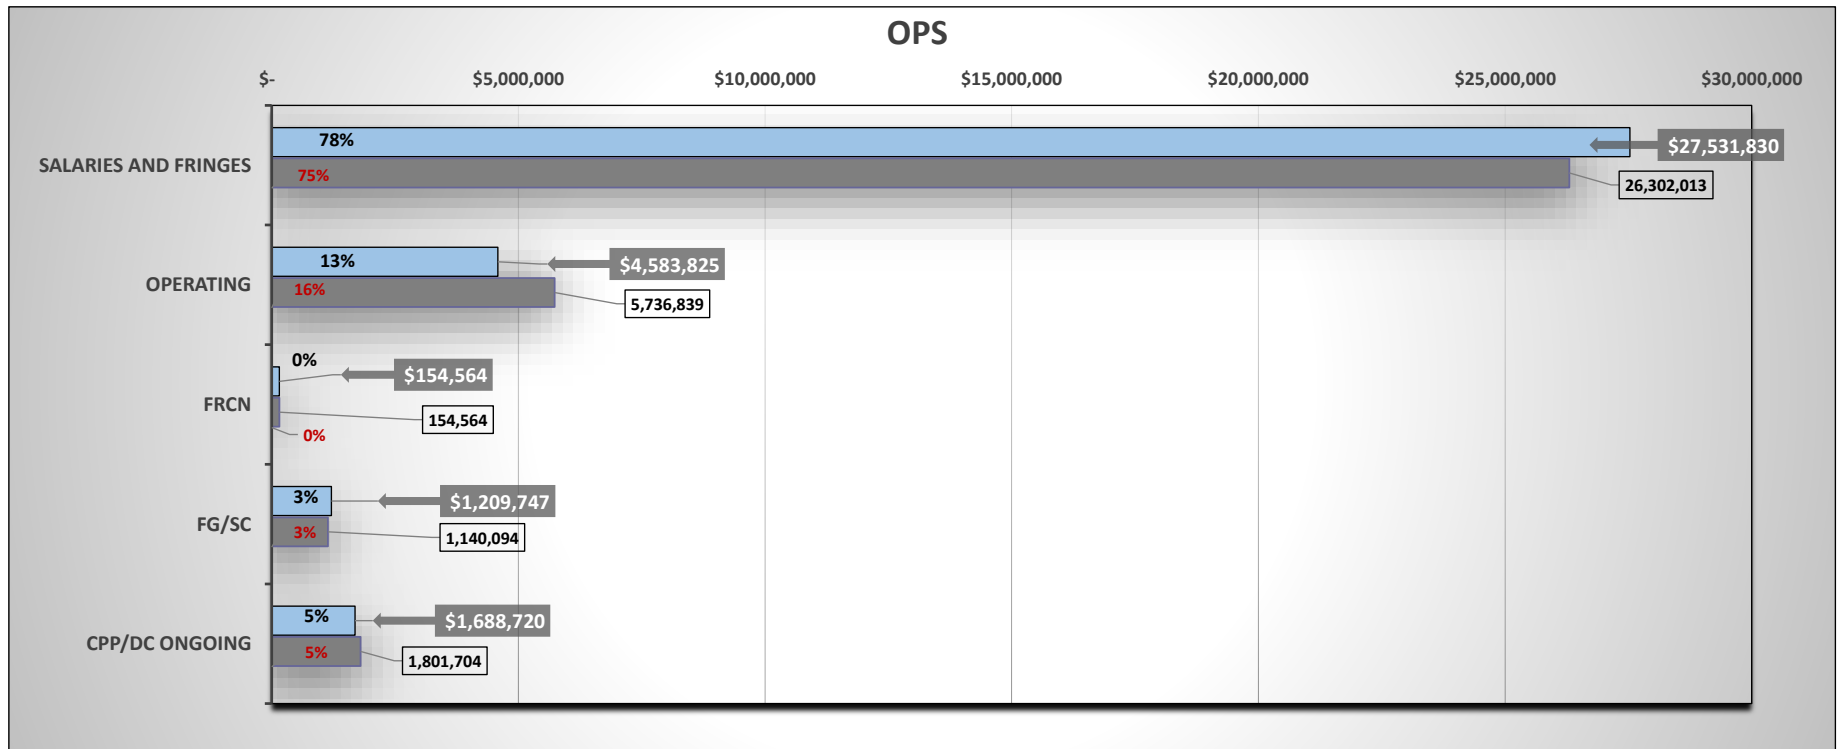 OPS
$- $5,000,000 $10,000,000 $15,000,000 $20,000,000 $25,000,000 $30,000,000
SALARIES AND FRINGES
78%
$27,531,830
75%
26,302,013
OPERATING
13%
$4,583,825
16%
5,736,839
FRCN
0%
$154,564
154,564
0%
FG/SC
3%
$1,209,747
3%
1,140,094
CPP/DC ONGOING
5%
$1,688,720
5%
1,801,704